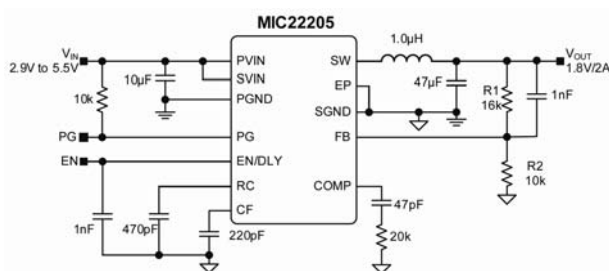 MIC22205
VIN
2.9V to 5.5V
10µF
10k
PG
EN
1nF
470pF
220pF
PVIN
SVIN
PGND
PG
EN/DLY
RC
CF
SW
EP
SGND
FB
COMP
1.0µH
47µF
R1
16k
1nF
VOUT
1.8V/2A
R2
10k
47pF
20k